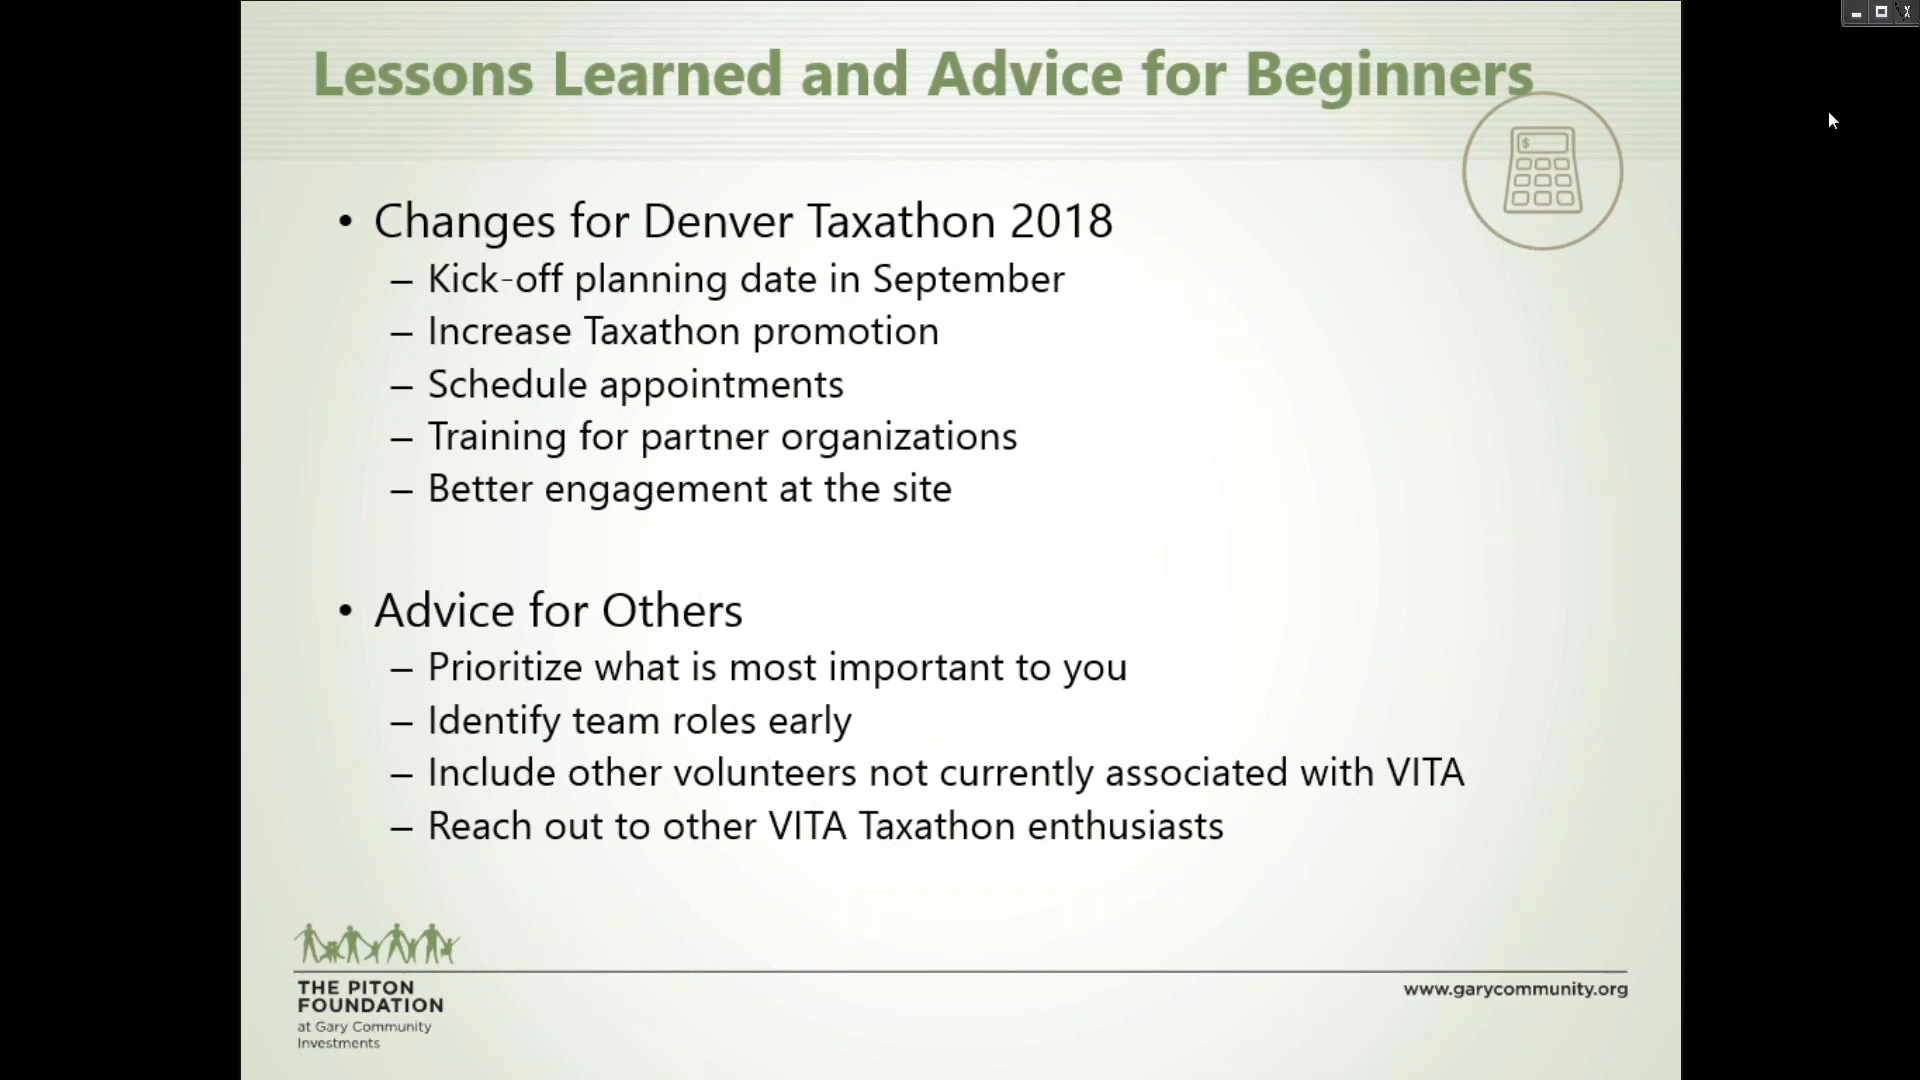 Lessons Learned and Advice for Beginners
$
• Changes for Denver Taxathon 2018
– Kick-off planning date in September
– Increase Taxathon promotion
– Schedule appointments
– Training for partner organizations
– Better engagement at the site
• Advice for Others
– Prioritize what is most important to you
– Identify team roles early
– Include other volunteers not currently associated with VITA
– Reach out to other VITA Taxathon enthusiasts
THE PITON
FOUNDATION
at Gary Community
Investments
www.garycommunity.org